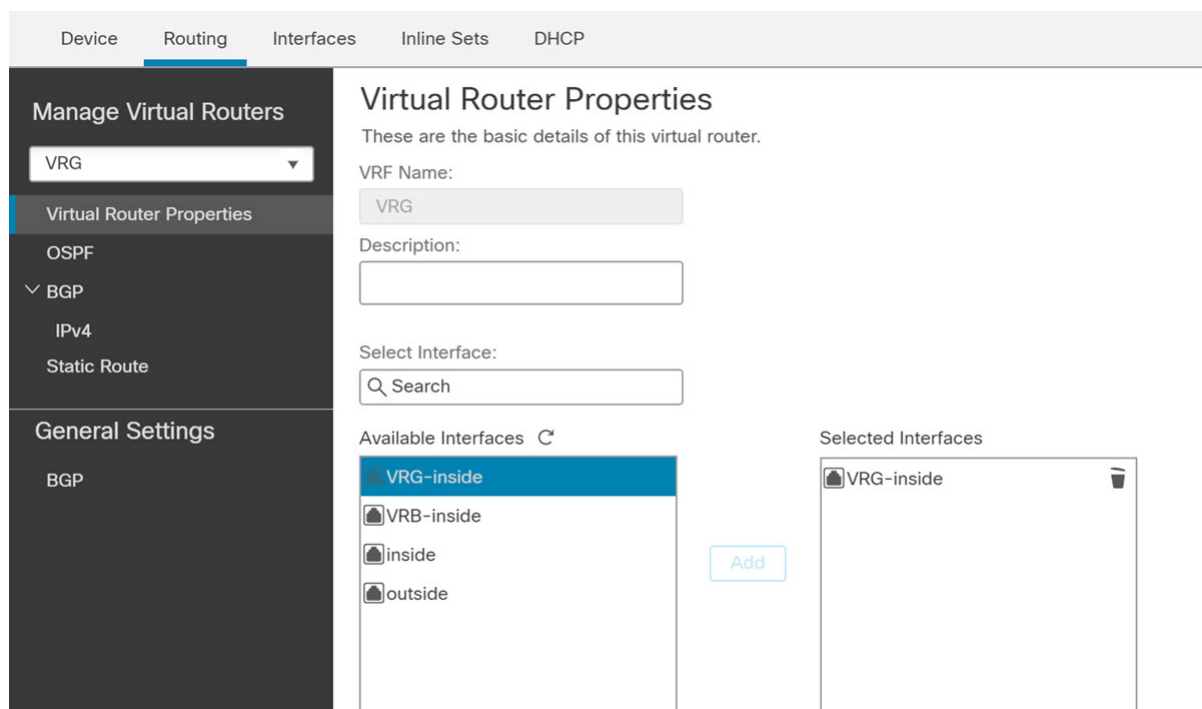 Device Routing Interfaces Inline Sets DHCP
Manage Virtual Routers
VRG
Virtual Router Properties
OSPF
BGP
IPv4
Static Route
General Settings
BGP
Virtual Router Properties
These are the basic details of this virtual router.
VRF Name:
VRG
Description:
Select Interface:
Search
Available Interfaces
VRG-inside
VRB-inside
inside
outside
Add
Selected Interfaces
VRG-inside